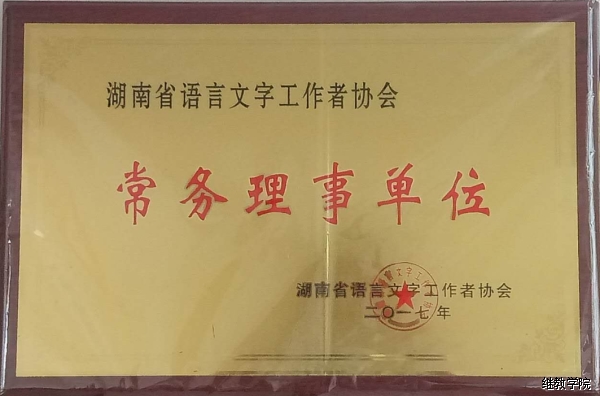 湖南省语言文字工作者协会
常务理事单位
湖南省语言文字工作者协会
二〇一七年
继教学院